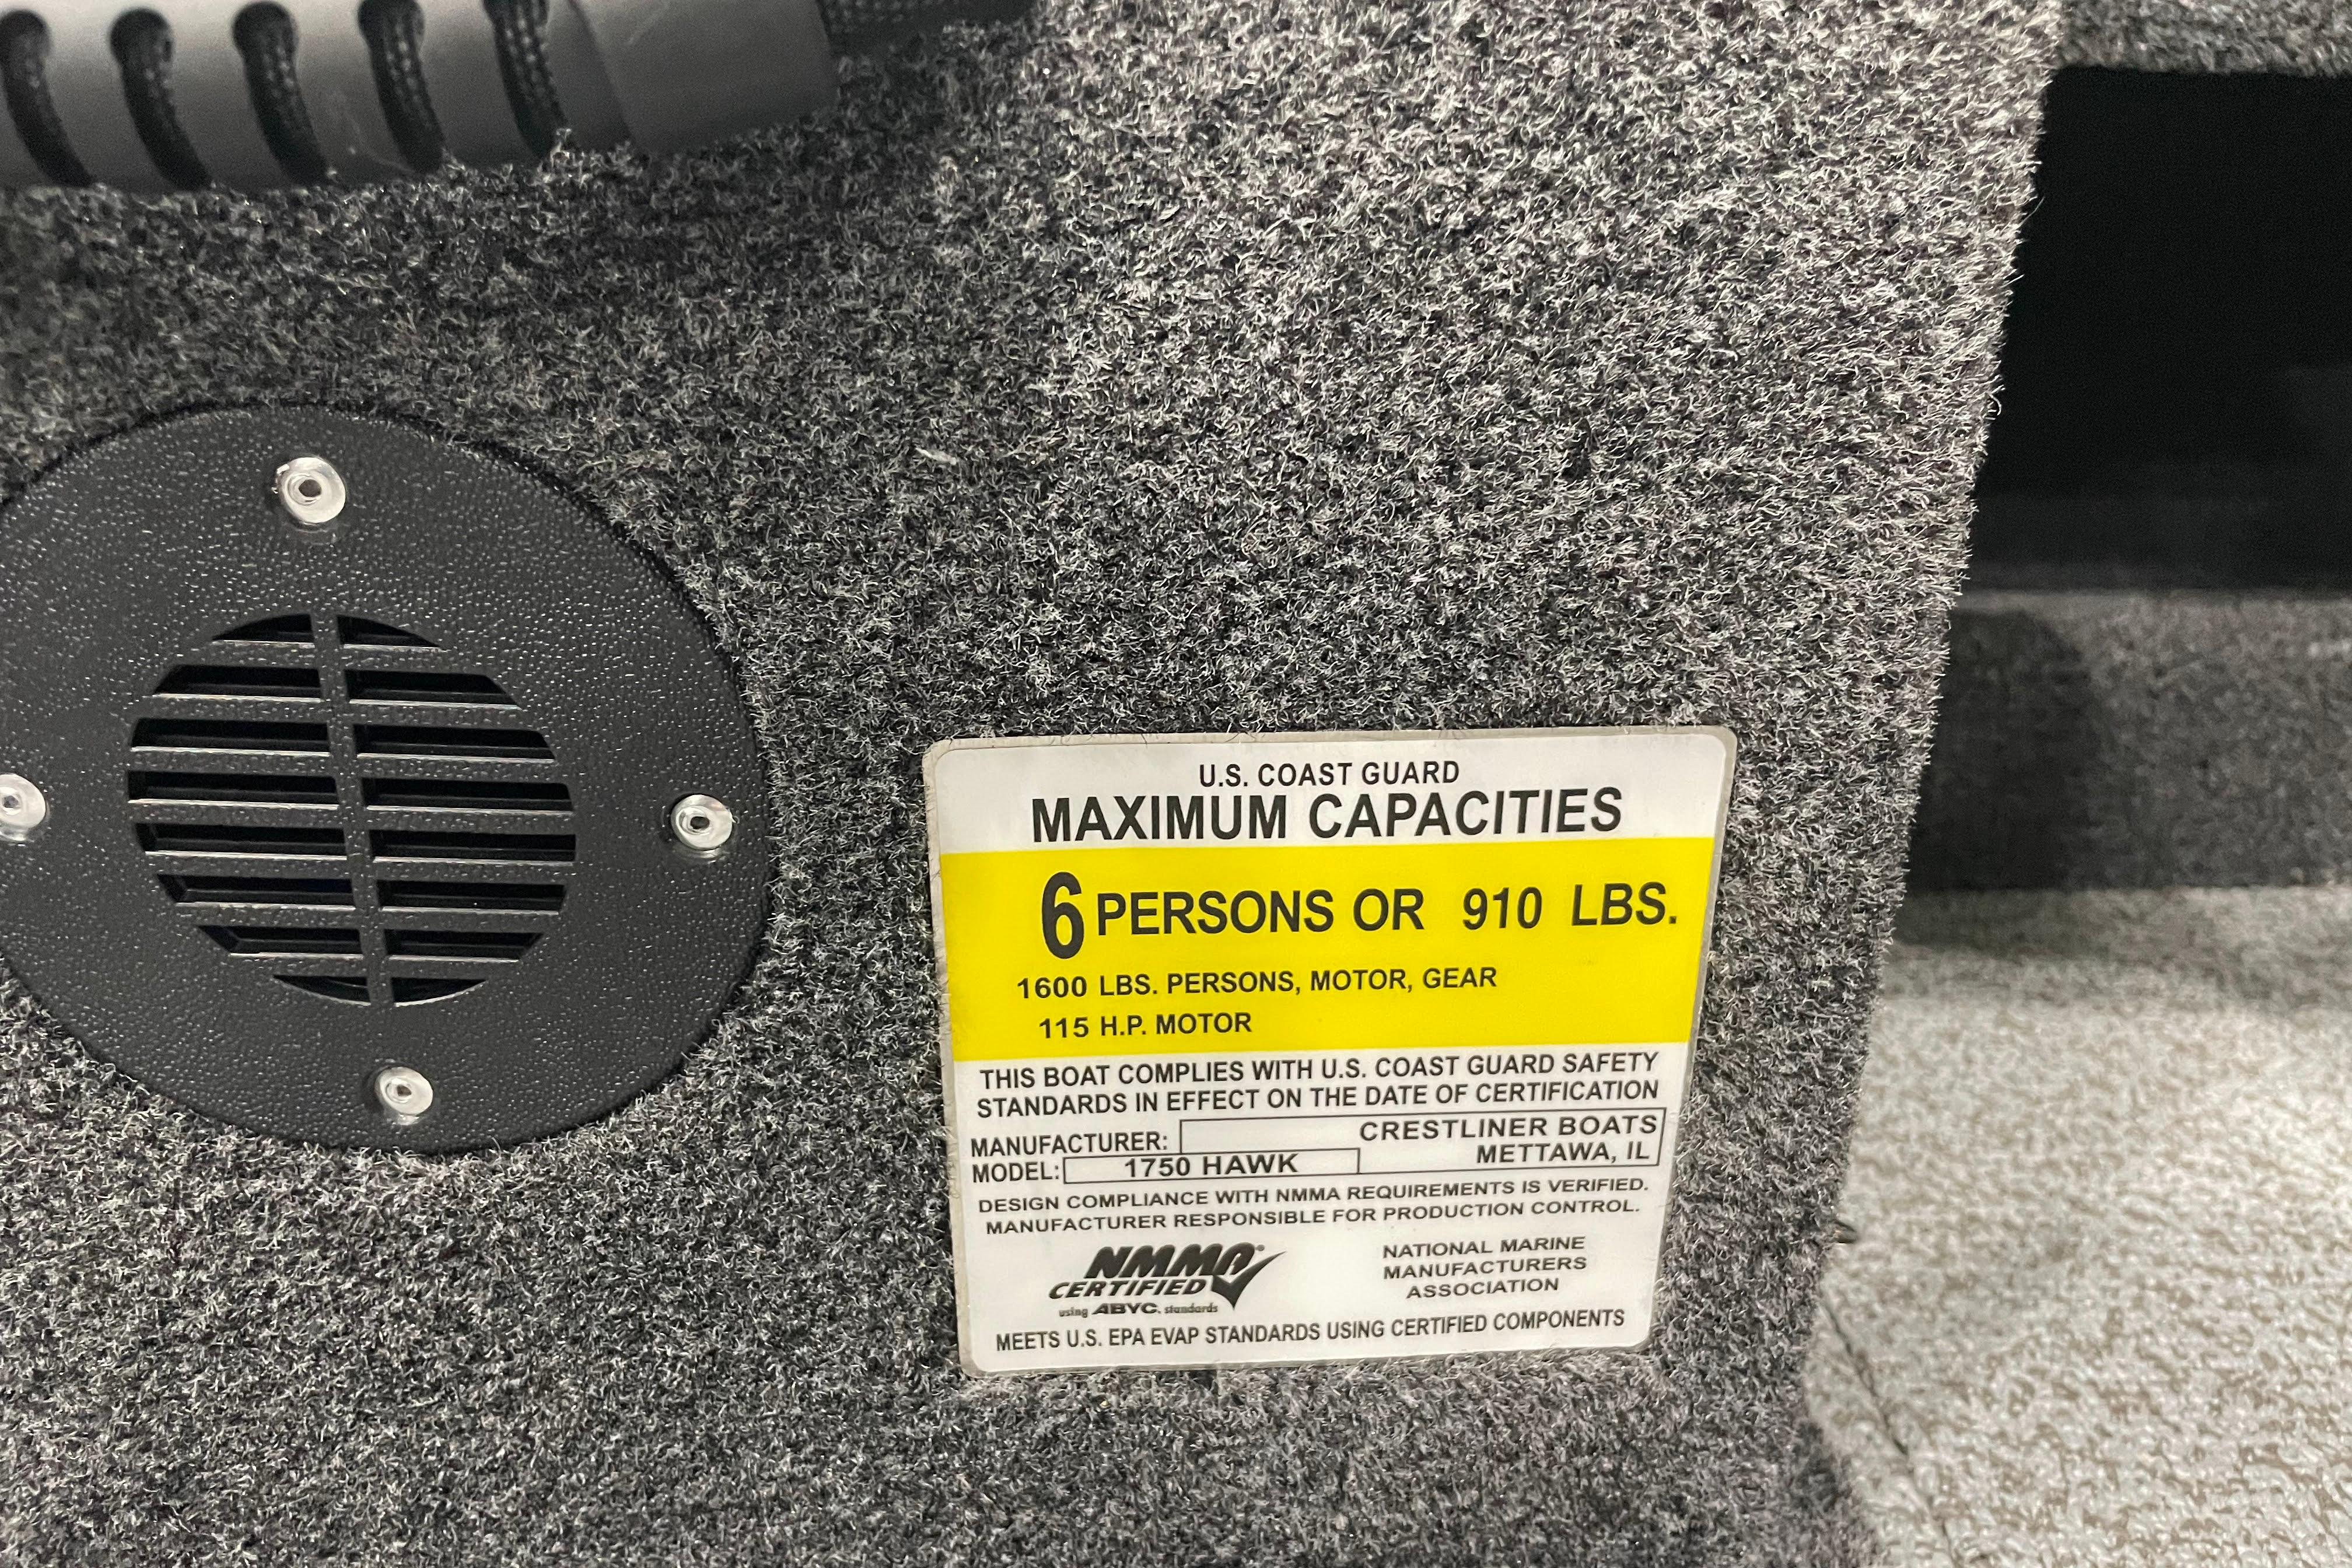 U.S. COAST GUARD
MAXIMUM CAPACITIES
6 PERSONS OR 910 LBS.
1600 LBS. PERSONS, MOTOR, GEAR
115 H.P. MOTOR
THIS BOAT COMPLIES WITH U.S. COAST GUARD SAFETY
STANDARDS IN EFFECT ON THE DATE OF CERTIFICATION
MANUFACTURER: CRESTLINER BOATS
METTAWA, IL
MODEL: 1750 HAWK
DESIGN COMPLIANCE WITH NMMA REQUIREMENTS IS VERIFIED.
MANUFACTURER RESPONSIBLE FOR PRODUCTION CONTROL.
NMMA®
CERTIFIED
using ABYC. standards
NATIONAL MARINE
MANUFACTURERS
ASSOCIATION
MEETS U.S. EPA EVAP STANDARDS USING CERTIFIED COMPONENTS